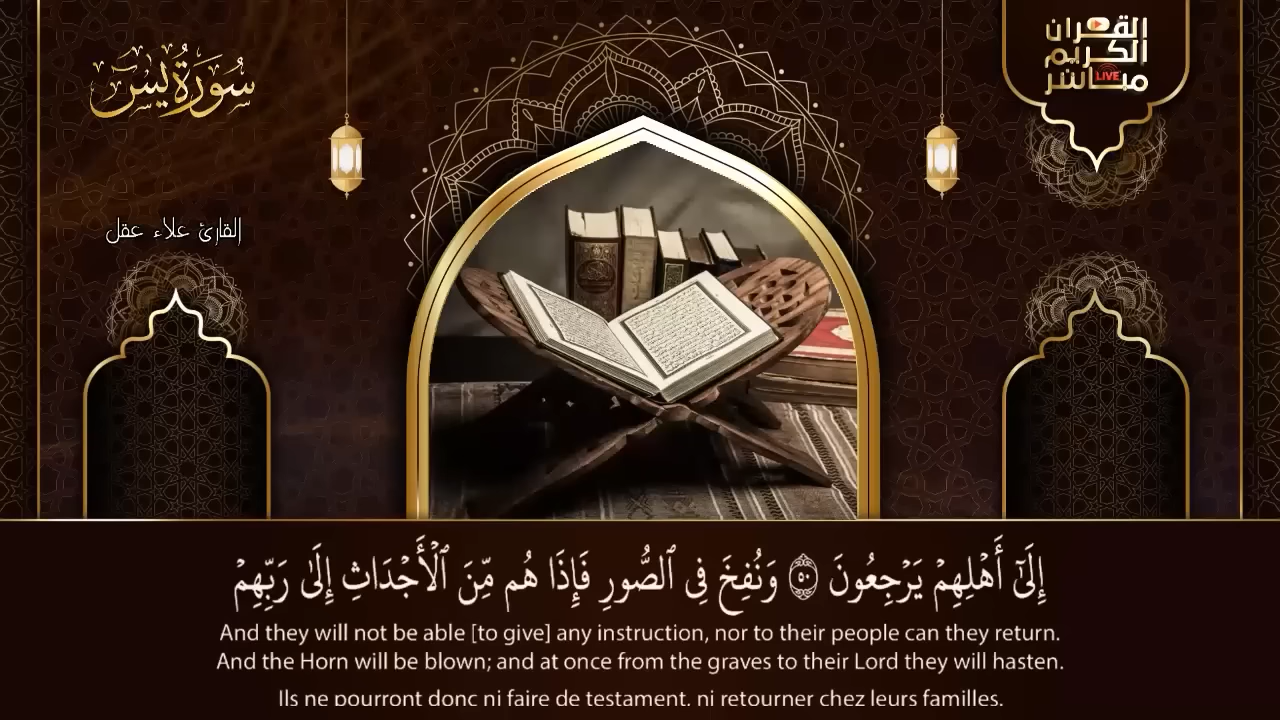 سُورَةُ يس
القرآن
الكريم
مباشر
LIVE
القارئ علاء عقل
إِلَىٰٓ أَهْلِهِمْ يَرْجِعُونَ ۝٥٠ وَنُفِخَ فِى ٱلصُّورِ فَإِذَا هُم مِّنَ ٱلْأَجْدَاثِ إِلَىٰ رَبِّهِمْ
And they will not be able [to give] any instruction, nor to their people can they return.
And the Horn will be blown; and at once from the graves to their Lord they will hasten.
Ils ne pourront donc ni faire de testament, ni retourner chez leurs familles.